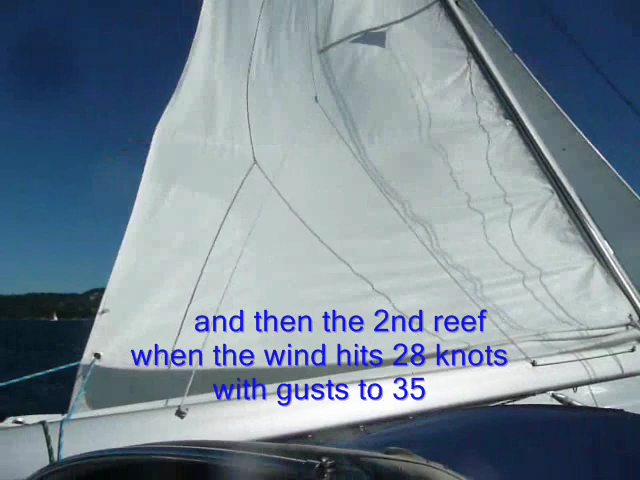 and then the 2nd reef
when the wind hits 28 knots
with gusts to 35